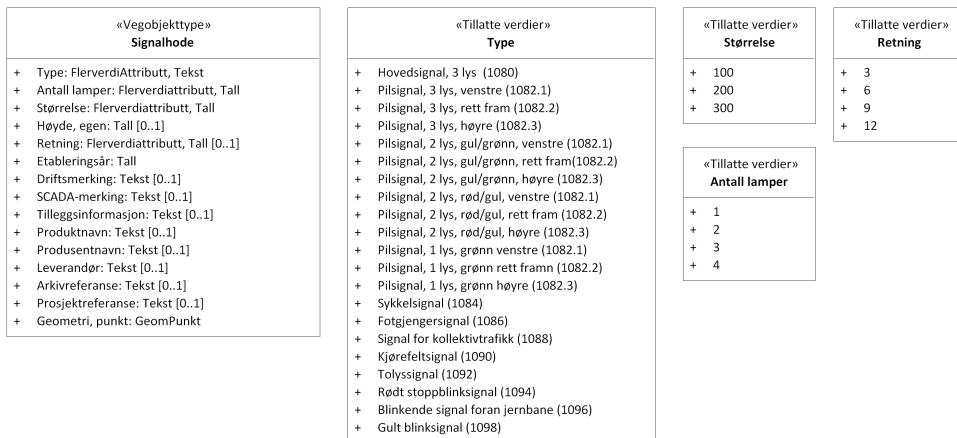 «Vegobjekttype»
Signalhode
+ Type: FlerverdiAttributt, Tekst
+ Antall lamper: Flerverdiattributt, Tall
+ Størrelse: Flerverdiattributt, Tall
+ Høyde, egen: Tall [0..1]
+ Retning: Flerverdiattributt, Tall [0..1]
+ Etableringsår: Tall
+ Driftsmerking: Tekst [0..1]
+ SCADA-merking: Tekst [0..1]
+ Tilleggsinformasjon: Tekst [0..1]
+ Produktnavn: Tekst [0..1]
+ Produsentnavn: Tekst [0..1]
+ Leverandør: Tekst [0..1]
+ Arkivreferanse: Tekst [0..1]
+ Prosjektreferanse: Tekst [0..1]
+ Geometri, punkt: GeomPunkt
«Tillatte verdier»
Type
+ Hovedsignal, 3 lys (1080)
+ Pilsignal, 3 lys, venstre (1082.1)
+ Pilsignal, 3 lys, rett fram (1082.2)
+ Pilsignal, 3 lys, høyre (1082.3)
+ Pilsignal, 2 lys, gul/grønn, venstre (1082.1)
+ Pilsignal, 2 lys, gul/grønn, rett fram(1082.2)
+ Pilsignal, 2 lys, gul/grønn, høyre (1082.3)
+ Pilsignal, 2 lys, rød/gul, venstre (1082.1)
+ Pilsignal, 2 lys, rød/gul, rett fram (1082.2)
+ Pilsignal, 2 lys, rød/gul, høyre (1082.3)
+ Pilsignal, 1 lys, grønn venstre (1082.1)
+ Pilsignal, 1 lys, grønn rett framn (1082.2)
+ Pilsignal, 1 lys, grønn høyre (1082.3)
+ Sykkelsignal (1084)
+ Fotgjengersignal (1086)
+ Signal for kollektivtrafikk (1088)
+ Kjørefeltsignal (1090)
+ Tolyssignal (1092)
+ Rødt stoppblinksignal (1094)
+ Blinkende signal foran jernbane (1096)
+ Gult blinksignal (1098)
«Tillatte verdier»
Størrelse
+ 100
+ 200
+ 300
«Tillatte verdier»
Retning
+ 3
+ 6
+ 9
+ 12
«Tillatte verdier»
Antall lamper
+ 1
+ 2
+ 3
+ 4